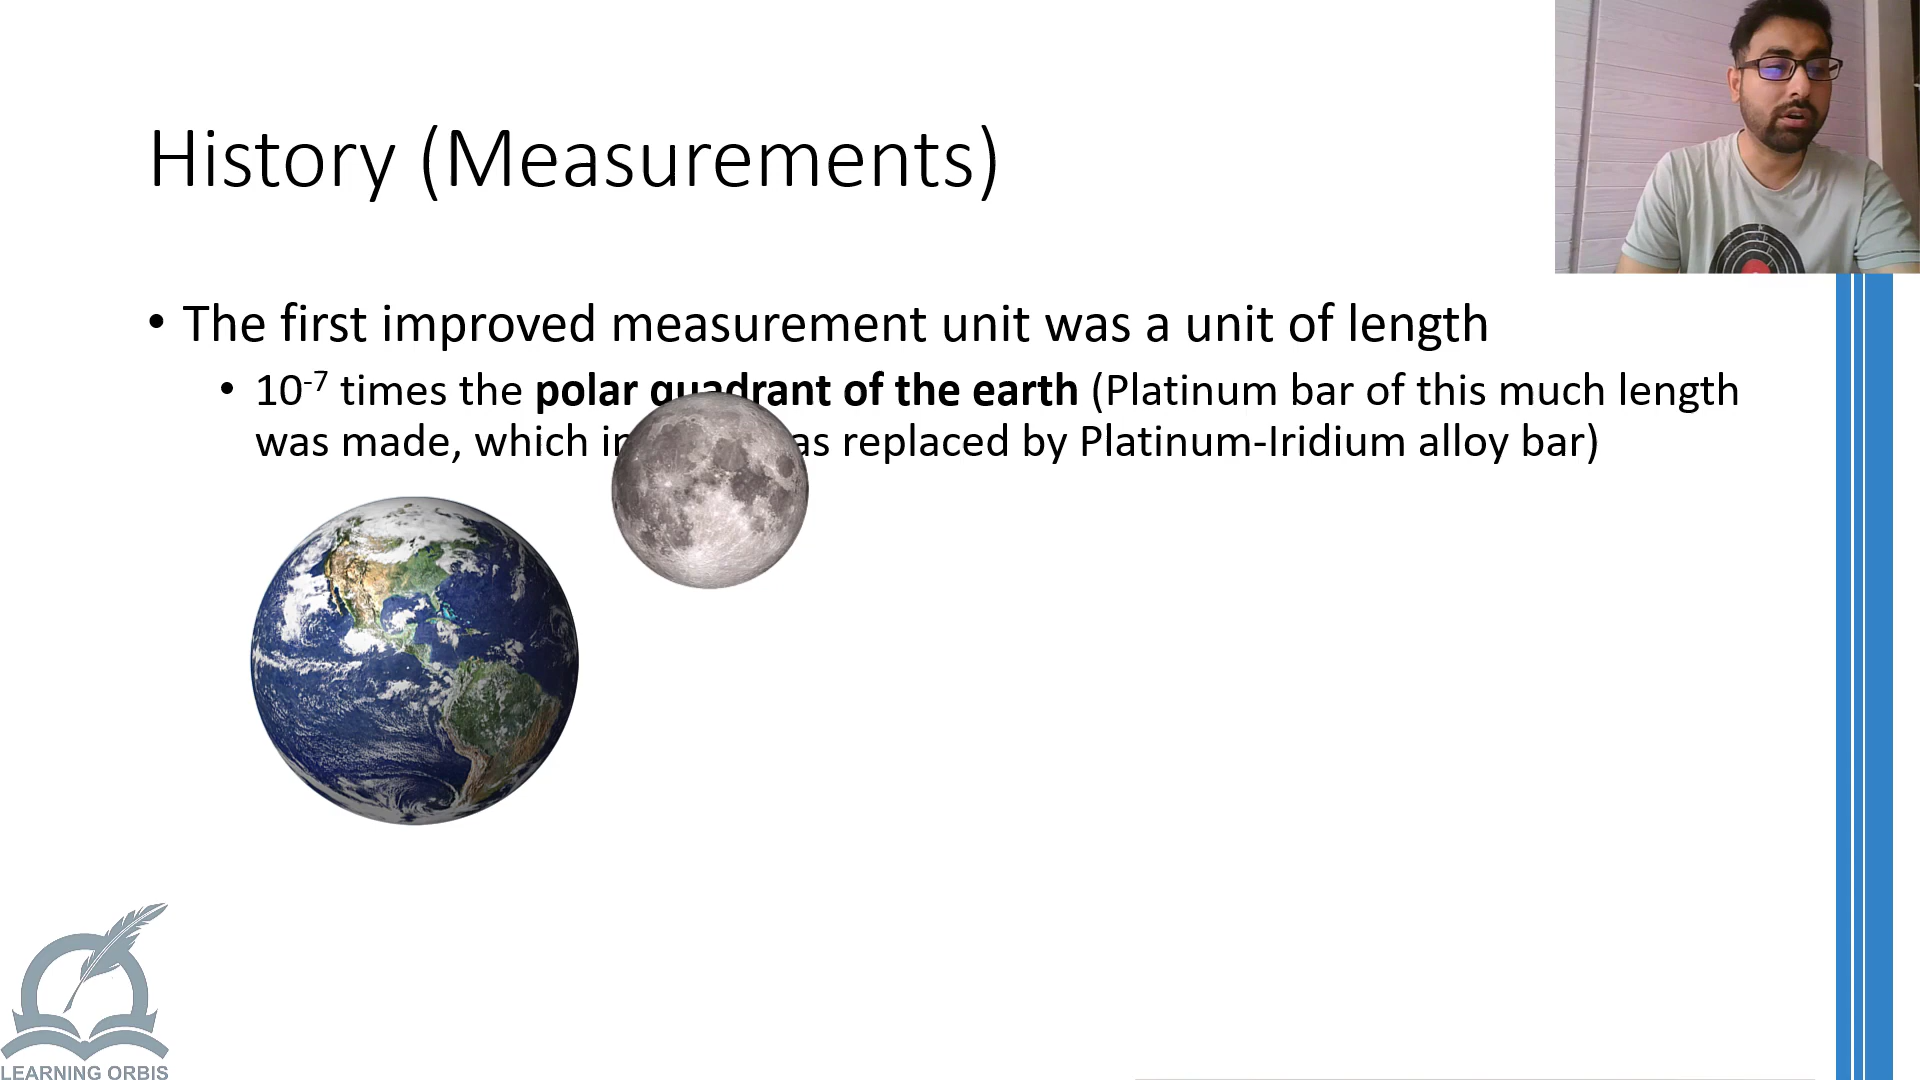 History (Measurements)
• The first improved measurement unit was a unit of length
• 10⁻⁷ times the polar quadrant of the earth (Platinum bar of this much length
was made, which as replaced by Platinum-Iridium alloy bar)
LEARNING ORBIS